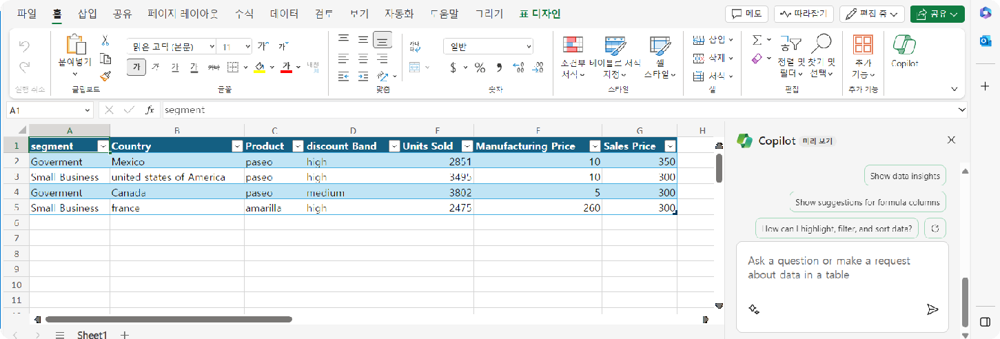 파일 홈 삽입 공유 페이지 레이아웃 수식 데이터 검토 보기 자동화 도움말 그리기 표 디자인 메모 따라잡기 편집 중 공유
붙여넣기 맑은 고딕 (본문) 11 가 가 일반 삽입 삭제 서식
가 가 가 가 가나 가 내천
조건부 서식 테이블로 서식 지정 셀 스타일 정렬 및 필터 찾기 및 선택 추가 기능 Copilot
실행 취소 클립보드 글꼴 맞춤 숫자 스타일 셀 편집 추가 기능
A1 fx segment
A B C D E F G H
1 segment Country Product discount Band Units Sold Manufacturing Price Sales Price
2 Goverment Mexico paseo high 2851 10 350
3 Small Business united states of America paseo high 3495 10 300
4 Goverment Canada paseo medium 3802 5 300
5 Small Business france amarilla high 2475 260 300
6
7
8
9
10
11
Sheet1
Copilot 미리 보기
Show data insights
Show suggestions for formula columns
How can I highlight, filter, and sort data?
Ask a question or make a request
about data in a table